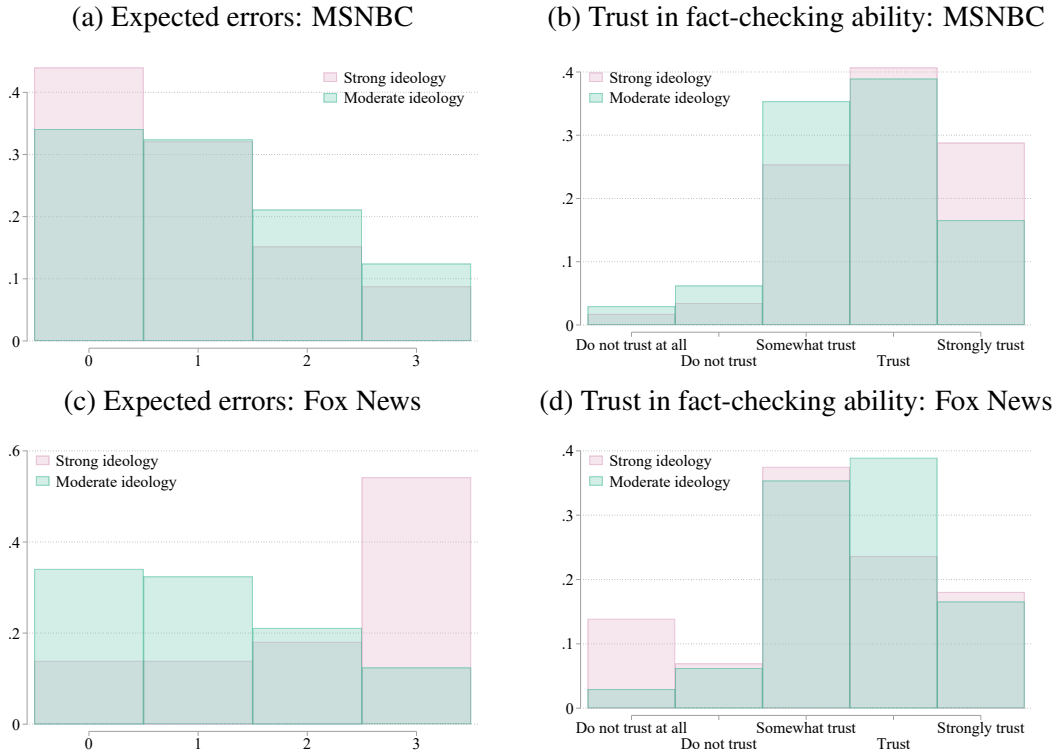 (a) Expected errors: MSNBC
Strong ideology
Moderate ideology
.4
.3
.2
.1
0
0 1 2 3
(b) Trust in fact-checking ability: MSNBC
Strong ideology
Moderate ideology
.4
.3
.2
.1
0
Do not trust at all Somewhat trust Strongly trust
Do not trust Trust
(c) Expected errors: Fox News
Strong ideology
Moderate ideology
.6
.4
.2
0
0 1 2 3
(d) Trust in fact-checking ability: Fox News
Strong ideology
Moderate ideology
.4
.3
.2
.1
0
Do not trust at all Somewhat trust Strongly trust
Do not trust Trust